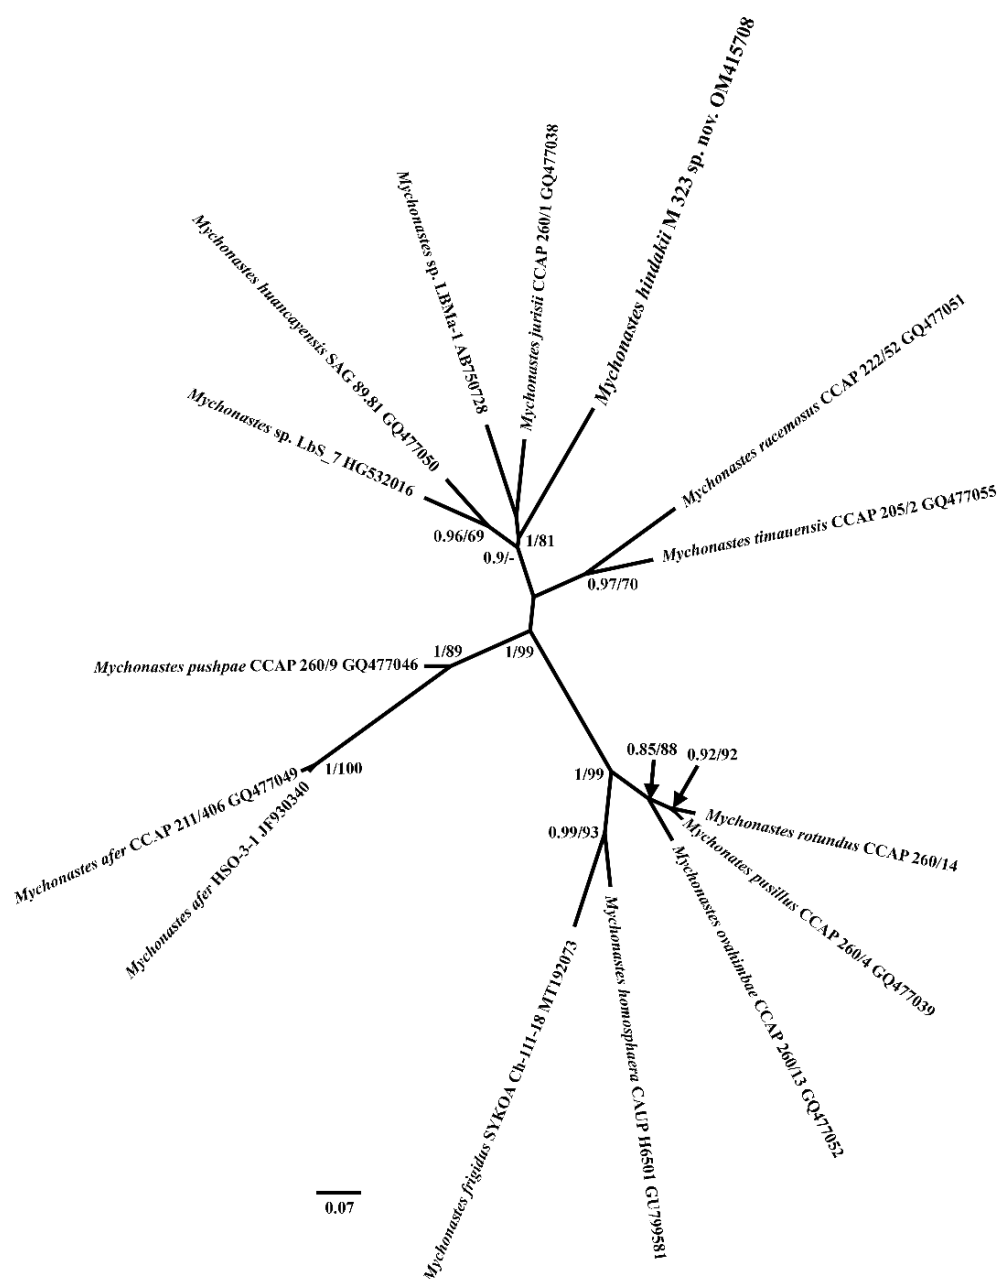 Mychonastes hindakii M 323 sp. nov. OM415708
Mychonastes jurisii CCAP 260/1 GQ477038
Mychonastes sp. LBMa-1 AB750728
Mychonastes huancayensis SAG 89.81 GQ477050
Mychonastes sp. LbS_7 HG532016
Mychonastes racemosus CCAP 222/52 GQ477051
Mychonastes timauensis CCAP 205/2 GQ477055
0.96/69
1/81
0.9/-
0.97/70
1/89
1/99
Mychonastes pushpae CCAP 260/9 GQ477046
Mychonastes afer CCAP 211/406 GQ477049
1/100
Mychonastes afer HSO-3-1 JF930340
0.85/88
0.92/92
1/99
0.99/93
Mychonastes rotundus CCAP 260/14
Mychonates pusillus CCAP 260/4 GQ477039
Mychonastes ovahimbae CCAP 260/13 GQ477052
Mychonastes homosphaera CAUP H6501 GU799581
Mychonastes frigidus SYKOA Ch-111-18 MT192073
0.07